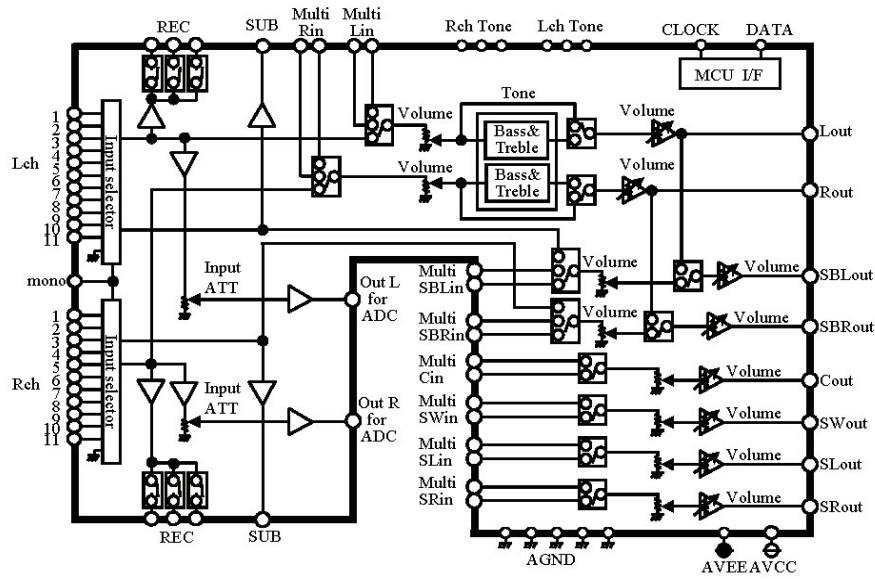 REC
SUB
Multi Rin
Multi Lin
Rch Tone
Lch Tone
CLOCK
DATA
MCU I/F
1
2
3
4
5
6
7
8
9
10
11
Lch
Input selector
Volume
Tone
Bass& Treble
Volume
Lout
Volume
Bass& Treble
Volume
Rout
mono
Input ATT
Out L for ADC
Multi SBLin
Volume
Volume
SBLout
1
2
3
4
5
6
7
8
9
10
11
Rch
Input selector
Multi SBRin
Volume
Volume
SBRout
Input ATT
Out R for ADC
Multi Cin
Volume
Cout
Multi SWin
Volume
SWout
Multi SLin
Volume
SLout
Multi SRin
Volume
SRout
REC
SUB
AGND
AVEE
AVCC